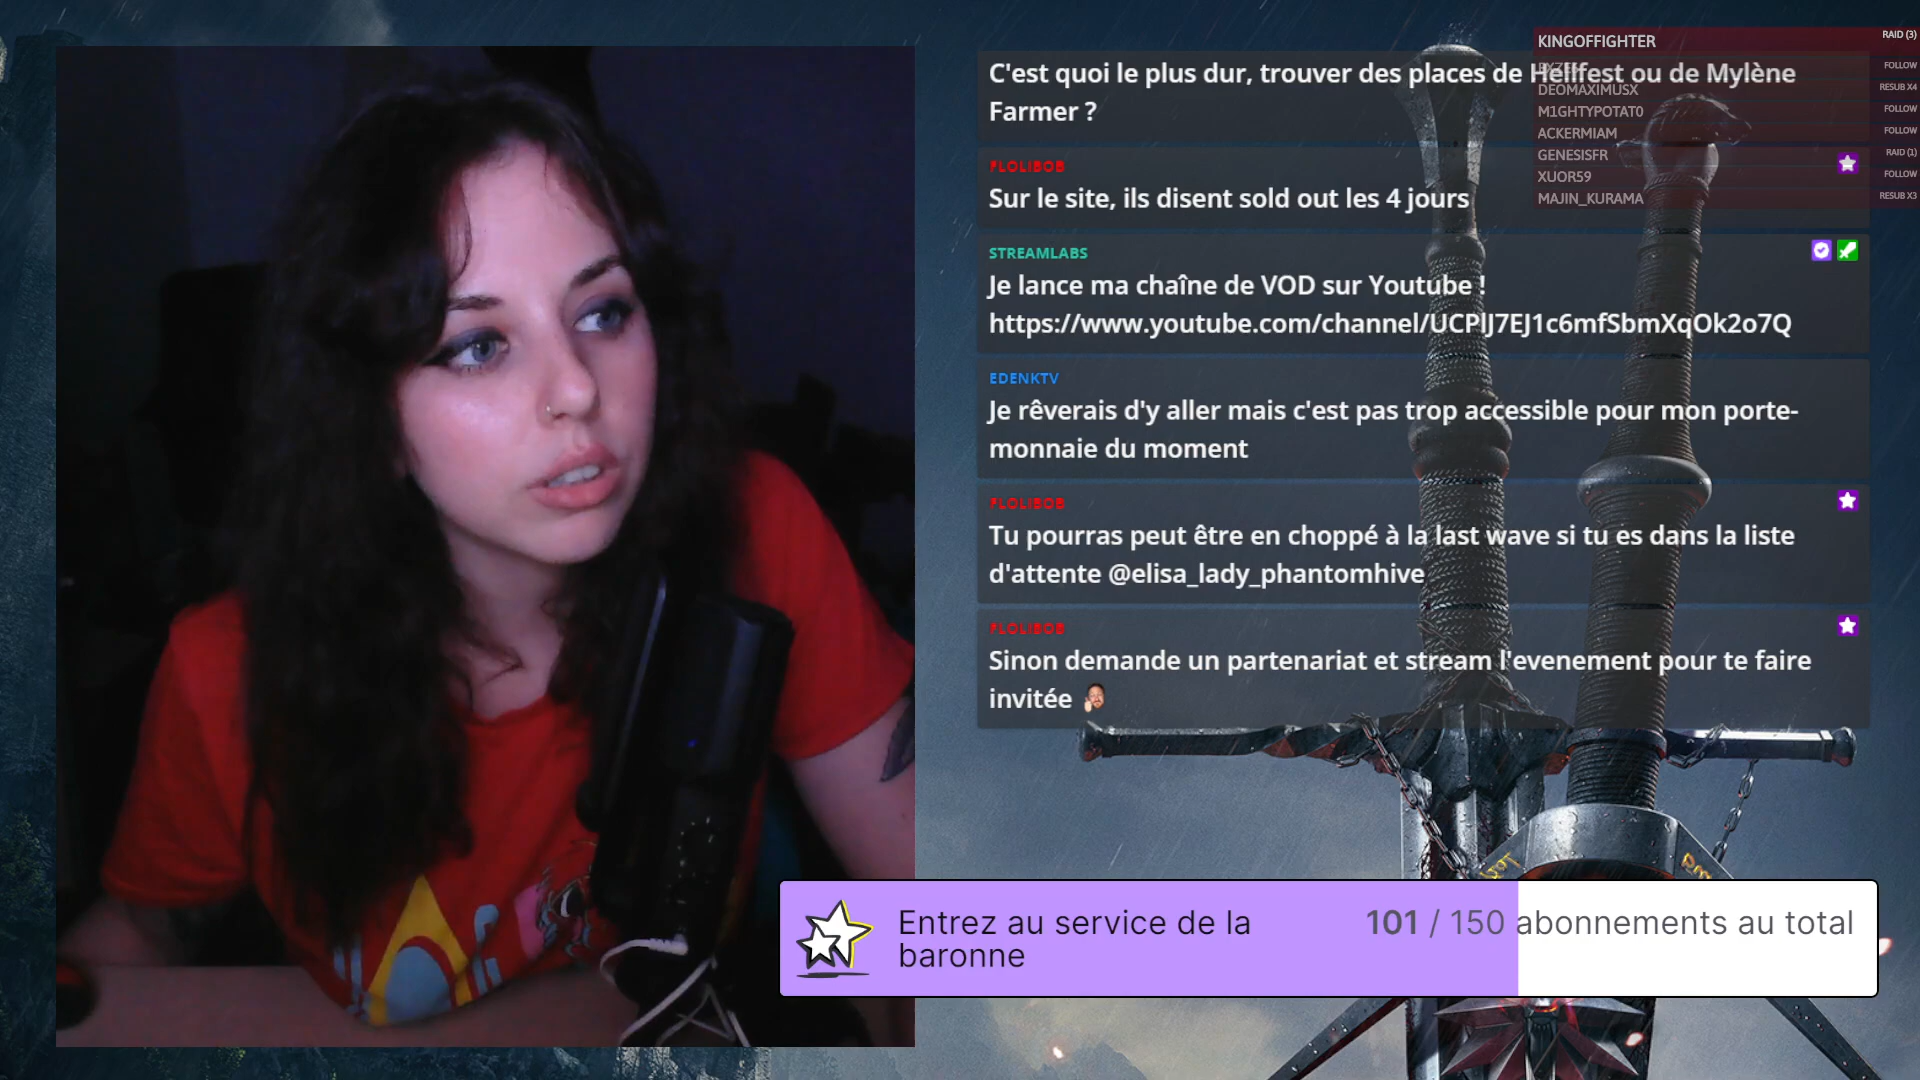 C'est quoi le plus dur, trouver des places de Hellfest ou de Mylène
Farmer ?
FLOLIBOB
Sur le site, ils disent sold out les 4 jours
STREAMLABS
Je lance ma chaîne de VOD sur Youtube !
https://www.youtube.com/channel/UCPlJ7EJ1c6mfSbmXqOk2o7Q
EDENKTV
Je rêverais d'y aller mais c'est pas trop accessible pour mon porte-
monnaie du moment
FLOLIBOB
Tu pourras peut être en choppé à la last wave si tu es dans la liste
d'attente @elisa_lady_phantomhive
FLOLIBOB
Sinon demande un partenariat et stream l'evenement pour te faire
invitée
KINGOFFIGHTER RAID (3)
FOLLOW
DEOMAXIMUSX RESUB X4
M1GHTYPOTAT0 FOLLOW
ACKERMIAM FOLLOW
GENESISFR RAID (1)
XUOR59 FOLLOW
MAJIN_KURAMA RESUB X3
Entrez au service de la
baronne
101 / 150 abonnements au total